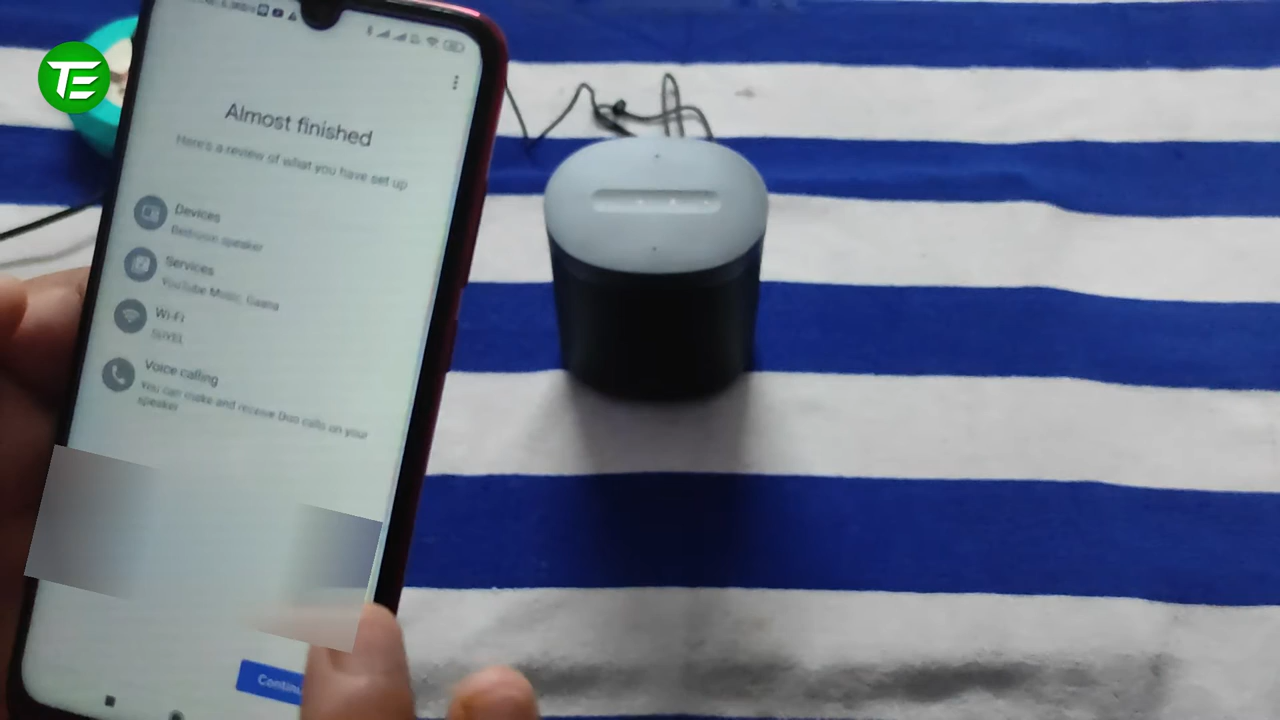 TE
Almost finished
Here's a review of what you have set up
Devices
Bedroom speaker
Services
YouTube Music, Gaana
Wi-Fi
Voice calling
You can make and receive Duo calls on your
speaker